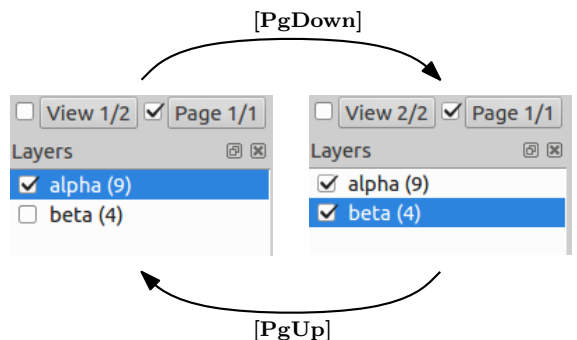 [PgDown]
View 1/2 Page 1/1
Layers
alpha (9)
beta (4)
View 2/2 Page 1/1
Layers
alpha (9)
beta (4)
[PgUp]